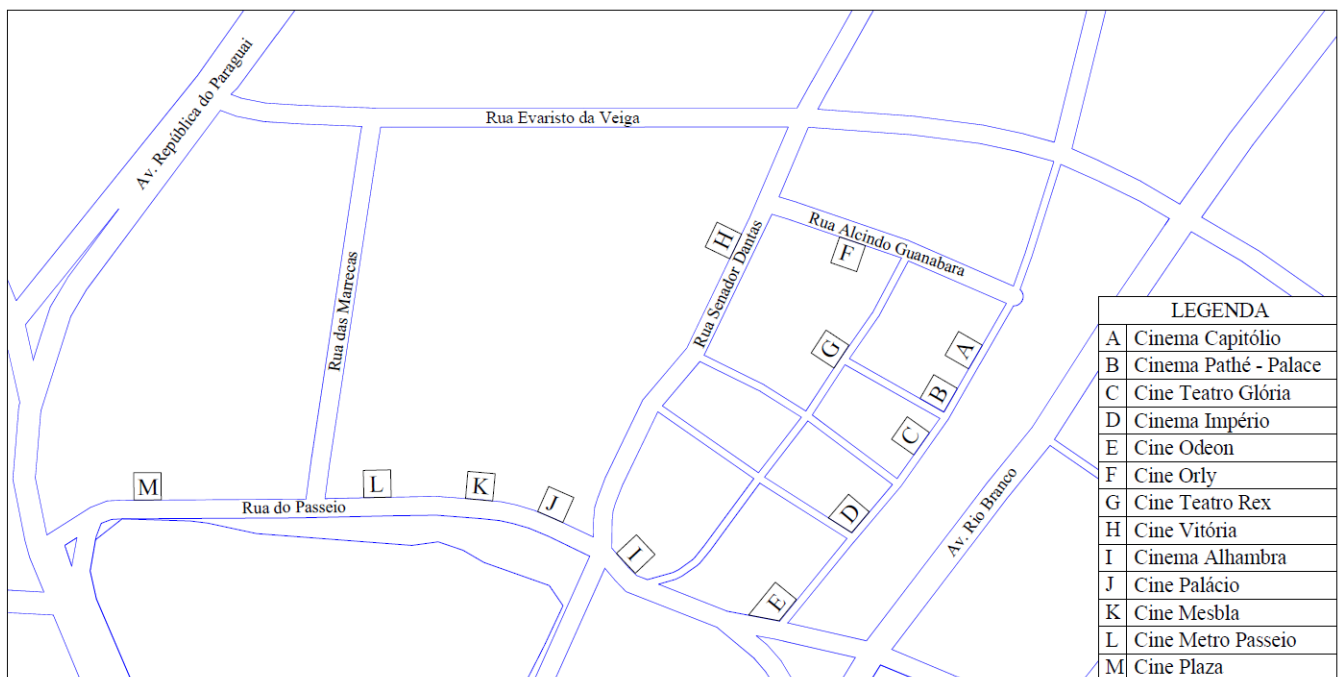 Av. República do Paraguai
Rua Evaristo da Veiga
Rua das Marrecas
Rua Senador Dantas
Rua Alcindo Guanabara
H
F
G
A
B
C
M
L
K
J
Rua do Passeio
D
I
E
Av. Rio Branco
LEGENDA
A Cinema Capitólio
B Cinema Pathé - Palace
C Cine Teatro Glória
D Cinema Império
E Cine Odeon
F Cine Orly
G Cine Teatro Rex
H Cine Vitória
I Cinema Alhambra
J Cine Palácio
K Cine Mesbla
L Cine Metro Passeio
M Cine Plaza